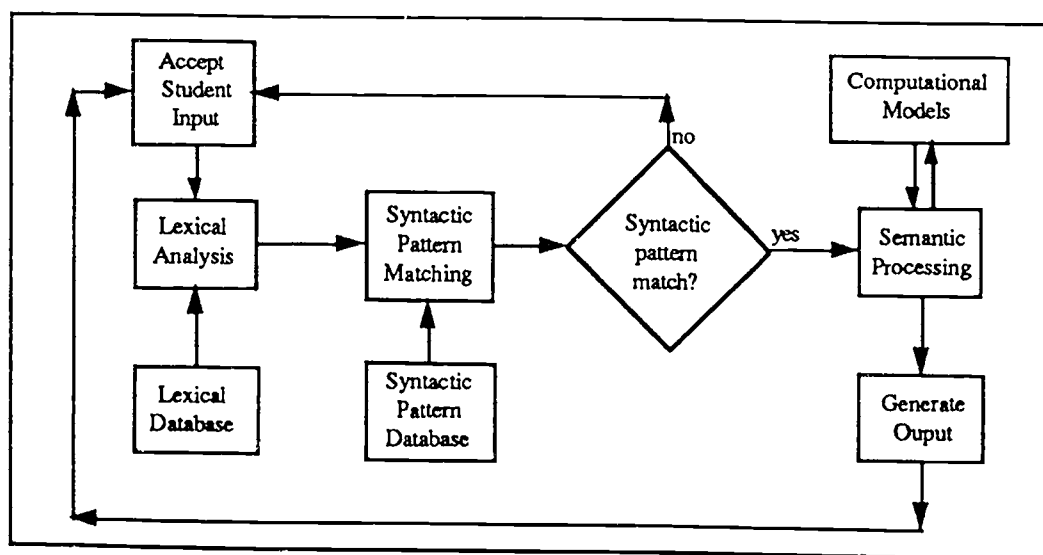 Accept
Student
Input
Computational
Models
no
Lexical
Analysis
Syntactic
Pattern
Matching
Syntactic
pattern
match?
yes
Semantic
Processing
Lexical
Database
Syntactic
Pattern
Database
Generate
Ouput